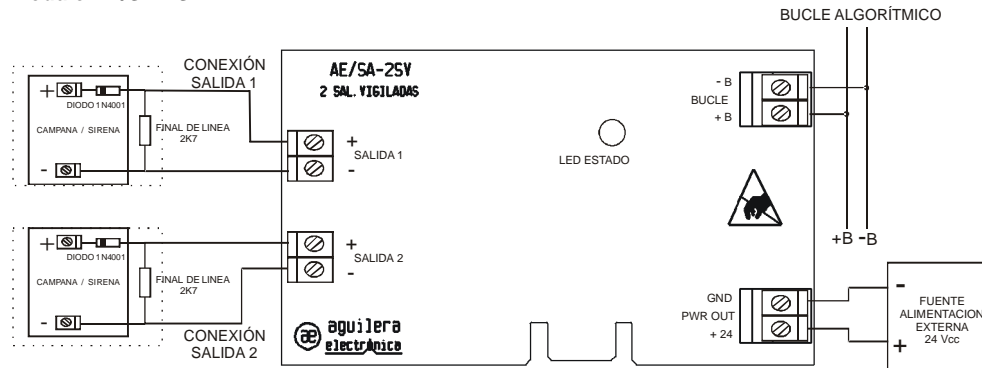 BUCLE ALGORÍTMICO
CONEXIÓN
SALIDA 1
AE/SA-2SV
2 SAL. VIGILADAS
+
DIODO 1N4001
CAMPANA / SIRENA
FINAL DE LINEA
2K7
-
+
SALIDA 1
-
LED ESTADO
- B
BUCLE
+ B
+B -B
+
DIODO 1N4001
CAMPANA / SIRENA
FINAL DE LINEA
2K7
-
CONEXIÓN
SALIDA 2
+
SALIDA 2
-
ae aguilera
electrónica
GND
PWR OUT
+ 24
-
FUENTE
ALIMENTACION
EXTERNA
24 Vcc
+